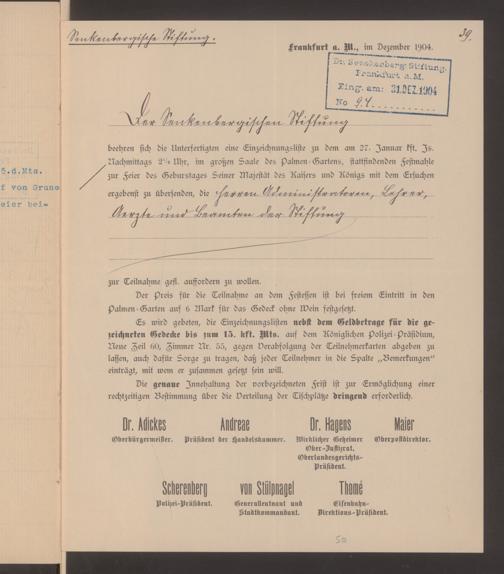 Senkenbergische Stiftung.
39.
Frankfurt a. M., im Dezember 1904.
Dr. Senckenberg. Stiftung.
Frankfurt a.M.
Eing. am: 31.DEZ.1904
No 94
Der Senkenbergischen Stiftung
beehren sich die Unterfertigten eine Einzeichnungsliste zu dem am 27. Januar kft. Js.
Nachmittags 2½ Uhr, im großen Saale des Palmen-Gartens, stattfindenden Festmahle
zur Feier des Geburtstages Seiner Majestät des Kaisers und Königs mit dem Ersuchen
ergebenst zu übersenden, die Herren Administratoren, Lehrer,
Aerzte und Beamten der Stiftung
zur Teilnahme gefl. auffordern zu wollen.
Der Preis für die Teilnahme an dem Festessen ist bei freiem Eintritt in den
Palmen-Garten auf 6 Mark für das Gedeck ohne Wein festgesetzt.
Es wird gebeten, die Einzeichnungslisten nebst dem Geldbetrage für die ge-
zeichneten Gedecke bis zum 15. kft. Mts. auf dem Königlichen Polizei-Präsidium,
Neue Zeil 60, Zimmer Nr. 55, gegen Verabfolgung der Teilnehmerkarten abgeben zu
lassen, auch dafür Sorge zu tragen, daß jeder Teilnehmer in die Spalte „Bemerkungen"
einträgt, mit wem er zusammen gesetzt sein will.
Die genaue Innehaltung der vorbezeichneten Frist ist zur Ermöglichung einer
rechtzeitigen Bestimmung über die Verteilung der Tischplätze dringend erforderlich.
Dr. Adickes Andreae Dr. Hagens Maier
Oberbürgermeister. Präsident der Handelskammer. Wirklicher Geheimer Oberpostdirektor.
Ober-Justizrat,
Oberlandesgerichts-
Präsident.
Scherenberg von Stülpnagel Thomé
Polizei-Präsident. Generalleutnant und Eisenbahn-
Stadtkommandant. Direktions-Präsident.
50
5.d.Mts.
f von Grune
eier bei-